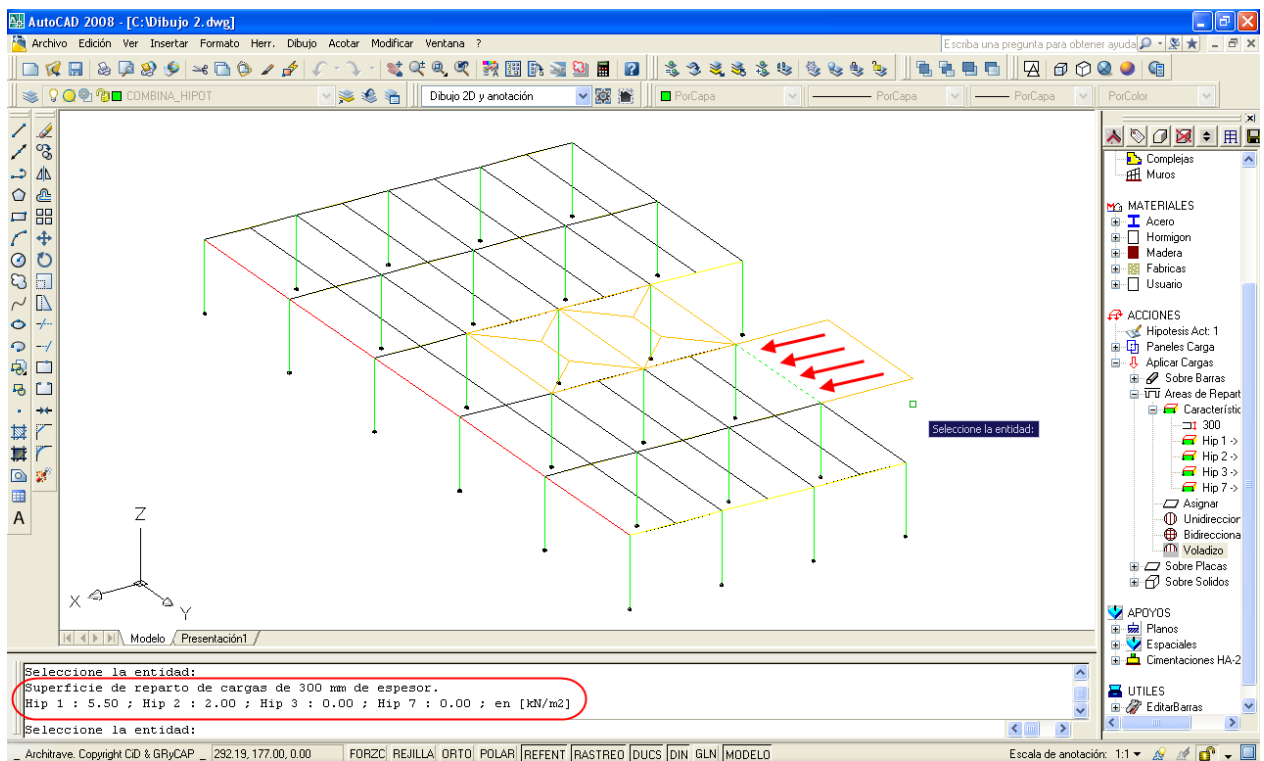 AutoCAD 2008 - [C:\Dibujo 2.dwg]
Archivo Edición Ver Insertar Formato Herr. Dibujo Acotar Modificar Ventana ? Escriba una pregunta para obtener ayuda
COMBINA_HIPOT Dibujo 2D y anotación PorCapa PorCapa PorCapa PorColor
Complejas
Muros
MATERIALES
Acero
Hormigon
Madera
Fabricas
Usuario
ACCIONES
Hipotesis Act: 1
Paneles Carga
Aplicar Cargas
Sobre Barras
Areas de Repart
Característic
300
Hip 1 ->
Hip 2 ->
Hip 3 ->
Hip 7 ->
Asignar
Unidireccior
Bidirecciona
Voladizo
Sobre Placas
Sobre Solidos
APOYOS
Planos
Espaciales
Cimentaciones HA-2
UTILES
EditarBarras
Seleccione la entidad:
A
Z
X
Y
Modelo Presentación1
Seleccione la entidad:
Superficie de reparto de cargas de 300 mm de espesor.
Hip 1 : 5.50 ; Hip 2 : 2.00 ; Hip 3 : 0.00 ; Hip 7 : 0.00 ; en [kN/m2]
Seleccione la entidad:
_ Architrave. Copyright CiD & GRyCAP _ 292.19, 177.00, 0.00 FORZC REJILLA ORTO POLAR REFENT RASTREO DUCS DIN GLN MODELO Escala de anotación: 1:1